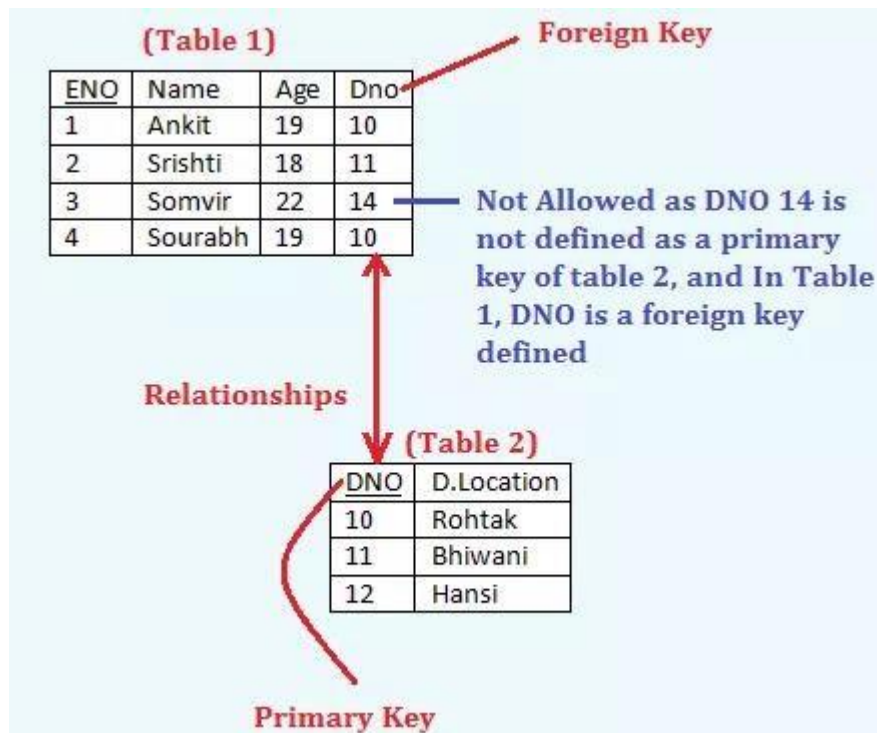 (Table 1)
Foreign Key
ENO Name Age Dno
1 Ankit 19 10
2 Srishti 18 11
3 Somvir 22 14
4 Sourabh 19 10
Not Allowed as DNO 14 is
not defined as a primary
key of table 2, and In Table
1, DNO is a foreign key
defined
Relationships
(Table 2)
DNO D.Location
10 Rohtak
11 Bhiwani
12 Hansi
Primary Key